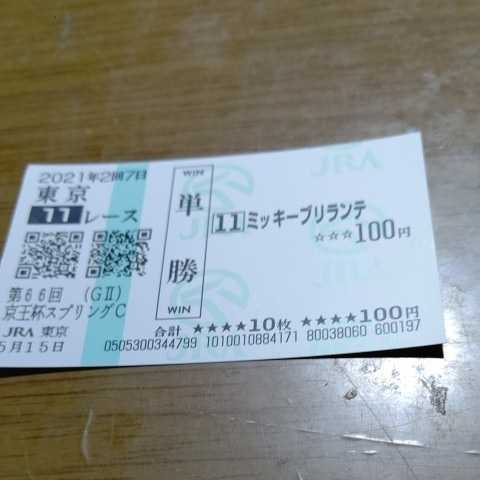 2021年2回7日
東京
11レース
第66回 (GⅡ)
京王杯スプリングC
JRA 東京
5月15日
WIN
単勝
WIN
11 ミッキーブリランテ
☆☆☆100円
合計 ★★★★10枚 ★★★★100円
0505300344799 1010010884171 80038060 600197
JRA